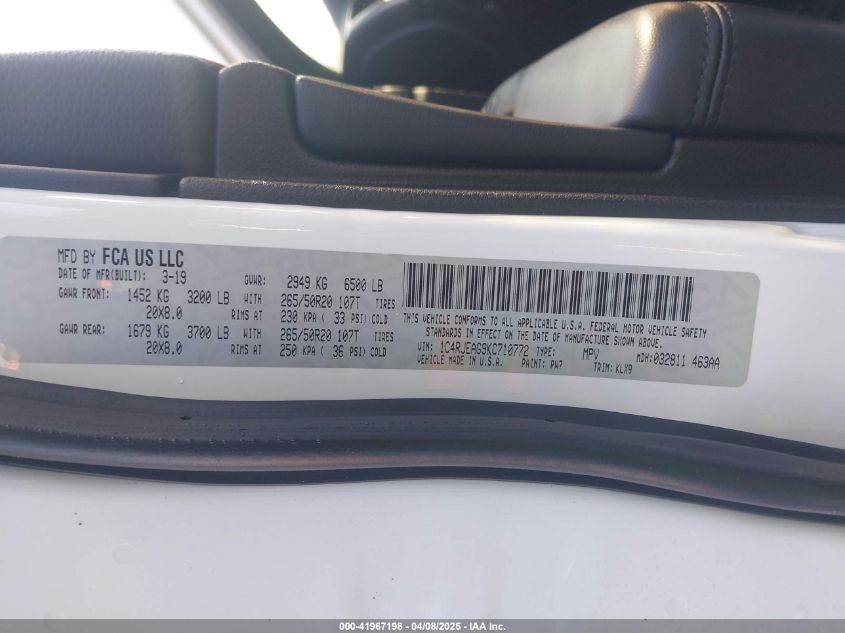 MFD BY FCA US LLC
DATE OF MFR(BUILT): 3-19 GVWR: 2949 KG 6500 LB
GAWR FRONT: 1452 KG 3200 LB WITH 265/50R20 107T TIRES
20X8.0 RIMS AT 230 KPA ( 33 PSI) COLD
GAWR REAR: 1679 KG 3700 LB WITH 265/50R20 107T TIRES
20X8.0 RIMS AT 250 KPA ( 36 PSI) COLD
THIS VEHICLE CONFORMS TO ALL APPLICABLE U.S.A. FEDERAL MOTOR VEHICLE SAFETY
STANDARDS IN EFFECT ON THE DATE OF MANUFACTURE SHOWN ABOVE.
VIN: 1C4RJEAG9KC710772 TYPE: MPV MDH:032811 463AA
VEHICLE MADE IN U.S.A. PAINT: PW7 TRIM: KLX9
000-41967198 - 04/08/2025 - IAA Inc.